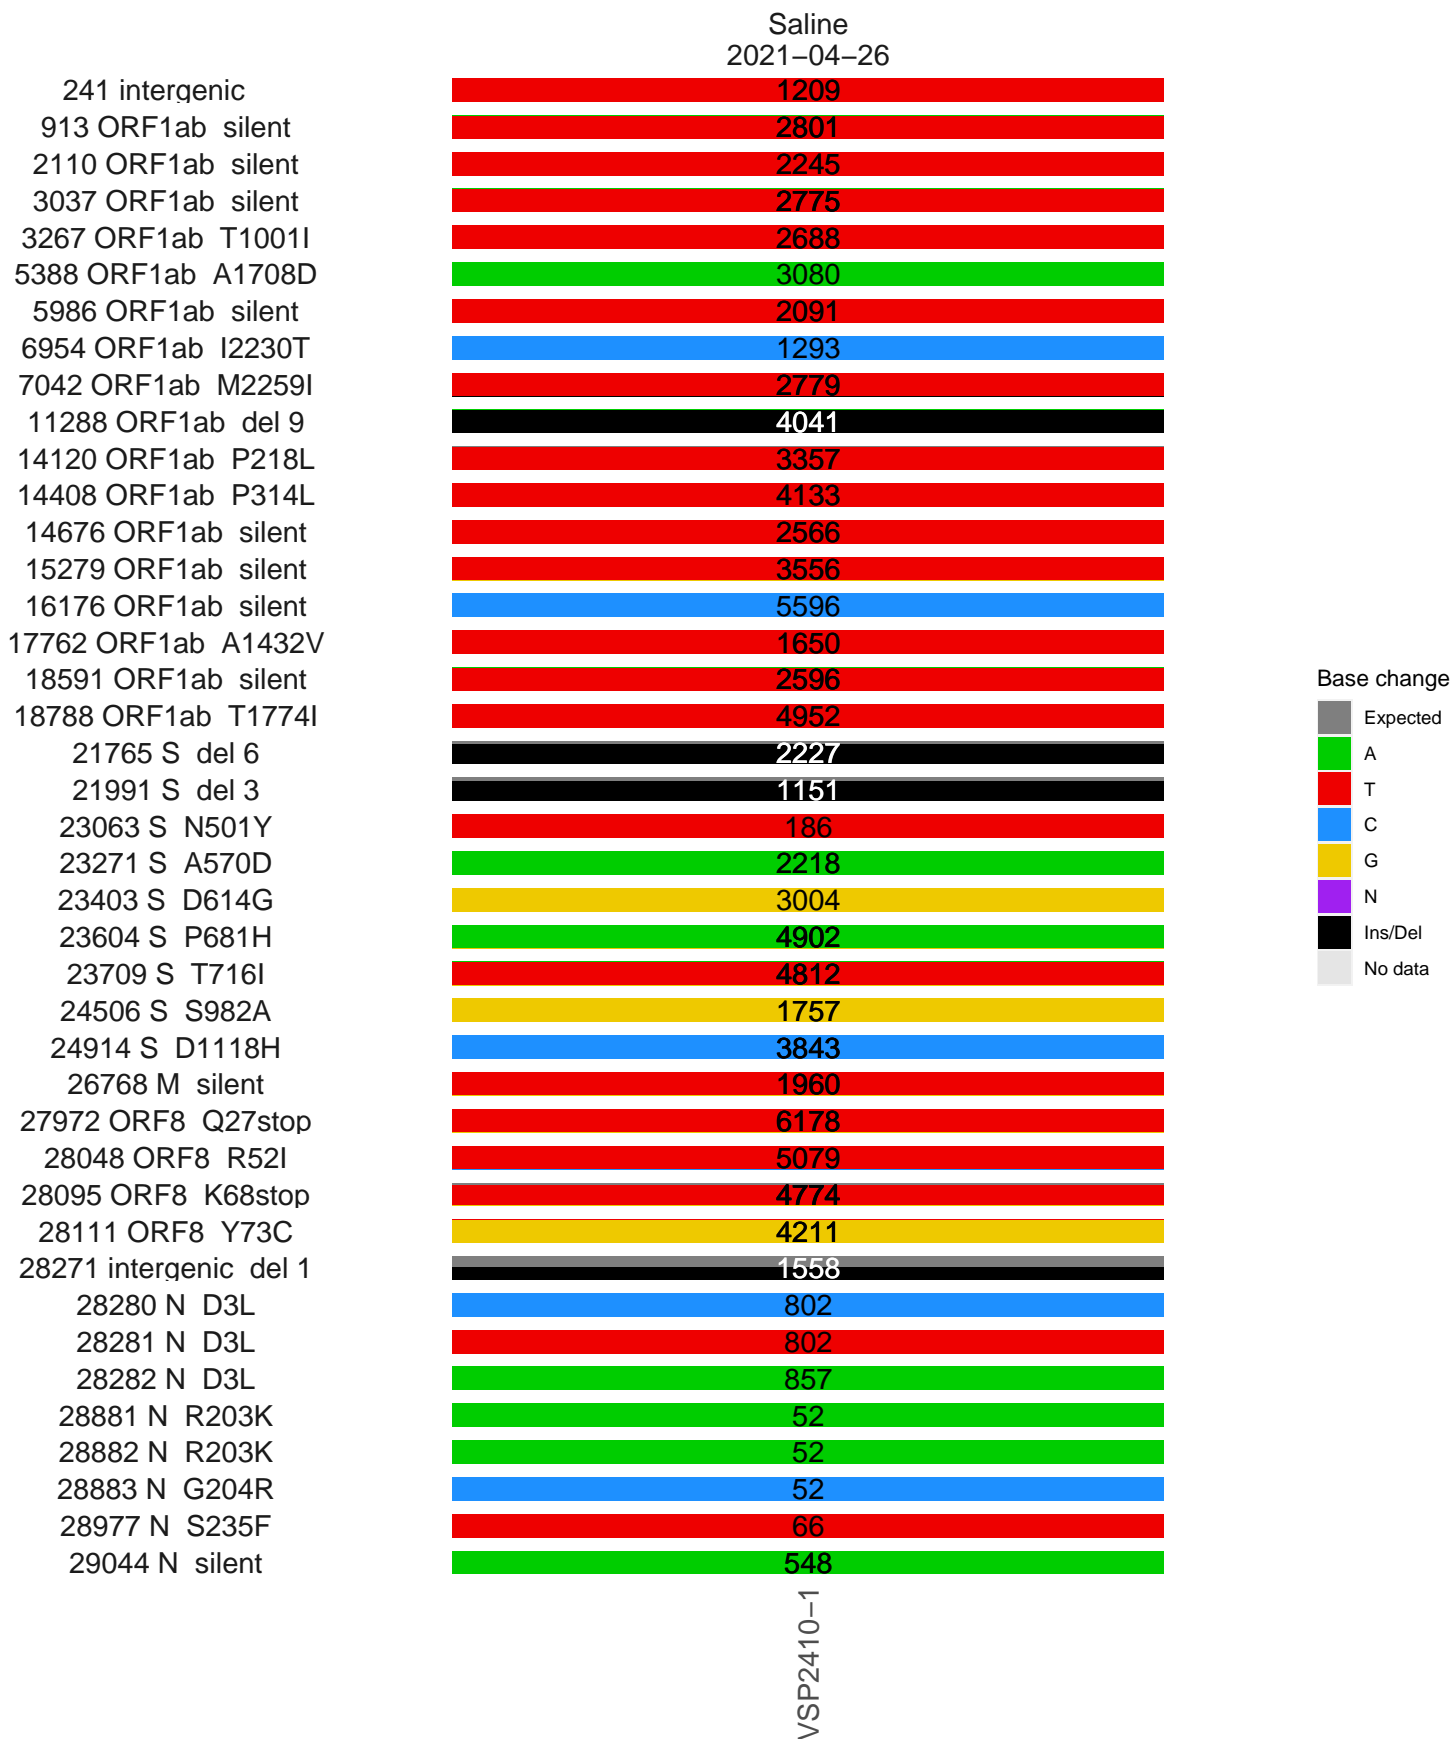 Saline
2021−04−26
241 intergenic 1209
913 ORF1ab silent 2801
2110 ORF1ab silent 2245
3037 ORF1ab silent 2775
3267 ORF1ab T1001I 2688
5388 ORF1ab A1708D 3080
5986 ORF1ab silent 2091
6954 ORF1ab I2230T 1293
7042 ORF1ab M2259I 2779
11288 ORF1ab del 9 4041
14120 ORF1ab P218L 3357
14408 ORF1ab P314L 4133
14676 ORF1ab silent 2566
15279 ORF1ab silent 3556
16176 ORF1ab silent 5596
17762 ORF1ab A1432V 1650
18591 ORF1ab silent 2596
18788 ORF1ab T1774I 4952
21765 S del 6 2227
21991 S del 3 1151
23063 S N501Y 186
23271 S A570D 2218
23403 S D614G 3004
23604 S P681H 4902
23709 S T716I 4812
24506 S S982A 1757
24914 S D1118H 3843
26768 M silent 1960
27972 ORF8 Q27stop 6178
28048 ORF8 R52I 5079
28095 ORF8 K68stop 4774
28111 ORF8 Y73C 4211
28271 intergenic del 1 1558
28280 N D3L 802
28281 N D3L 802
28282 N D3L 857
28881 N R203K 52
28882 N R203K 52
28883 N G204R 52
28977 N S235F 66
29044 N silent 548
VSP2410−1
Base change
Expected
A
T
C
G
N
Ins/Del
No data